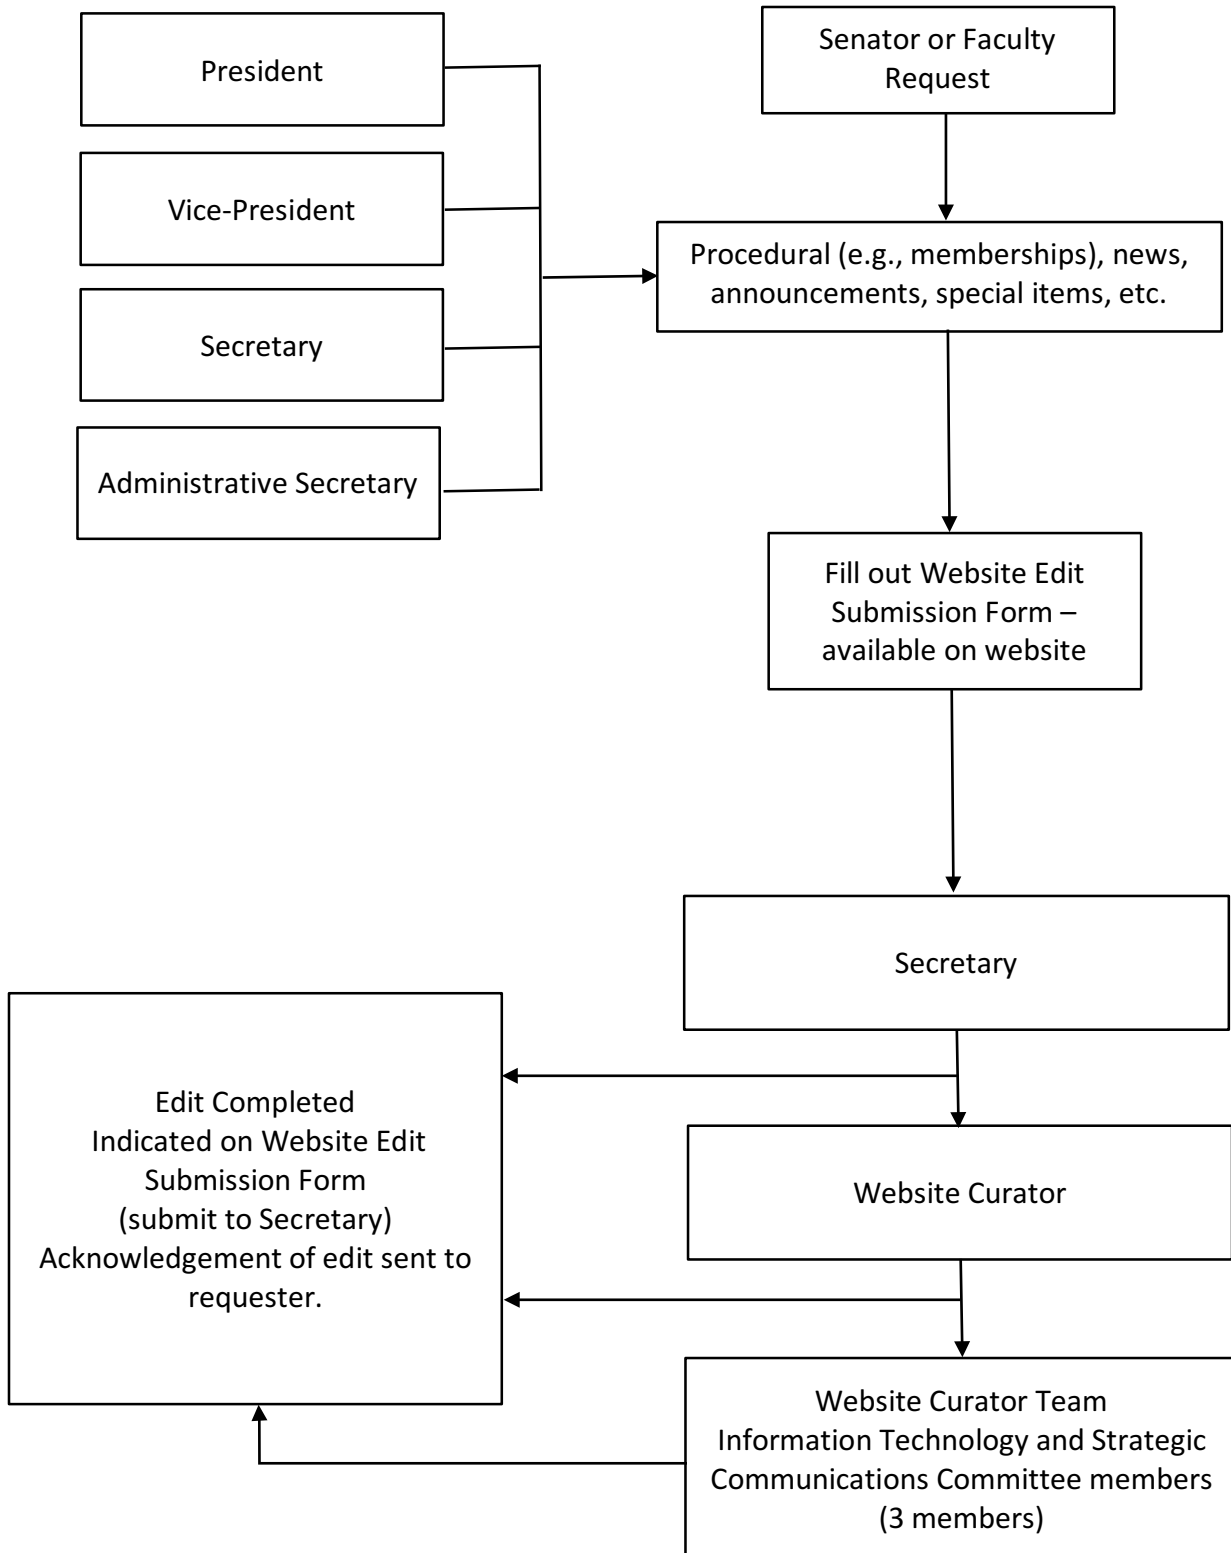 President
Senator or Faculty
Request
Vice-President
Procedural (e.g., memberships), news,
announcements, special items, etc.
Secretary
Administrative Secretary
Fill out Website Edit
Submission Form –
available on website
Secretary
Edit Completed
Indicated on Website Edit
Submission Form
(submit to Secretary)
Acknowledgement of edit sent to
requester.
Website Curator
Website Curator Team
Information Technology and Strategic
Communications Committee members
(3 members)